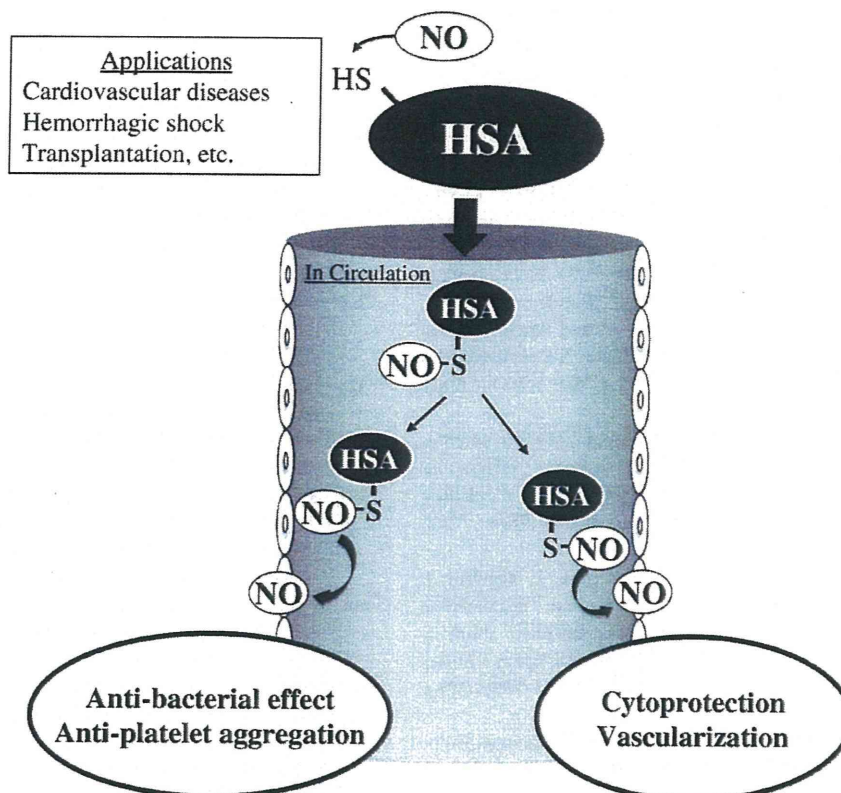 NO
HS
Applications
Cardiovascular diseases
Hemorrhagic shock
Transplantation, etc.
HSA
In Circulation
HSA
NO-S
HSA
NO-S
HSA
S-NO
NO
NO
Anti-bacterial effect
Anti-platelet aggregation
Cytoprotection
Vascularization